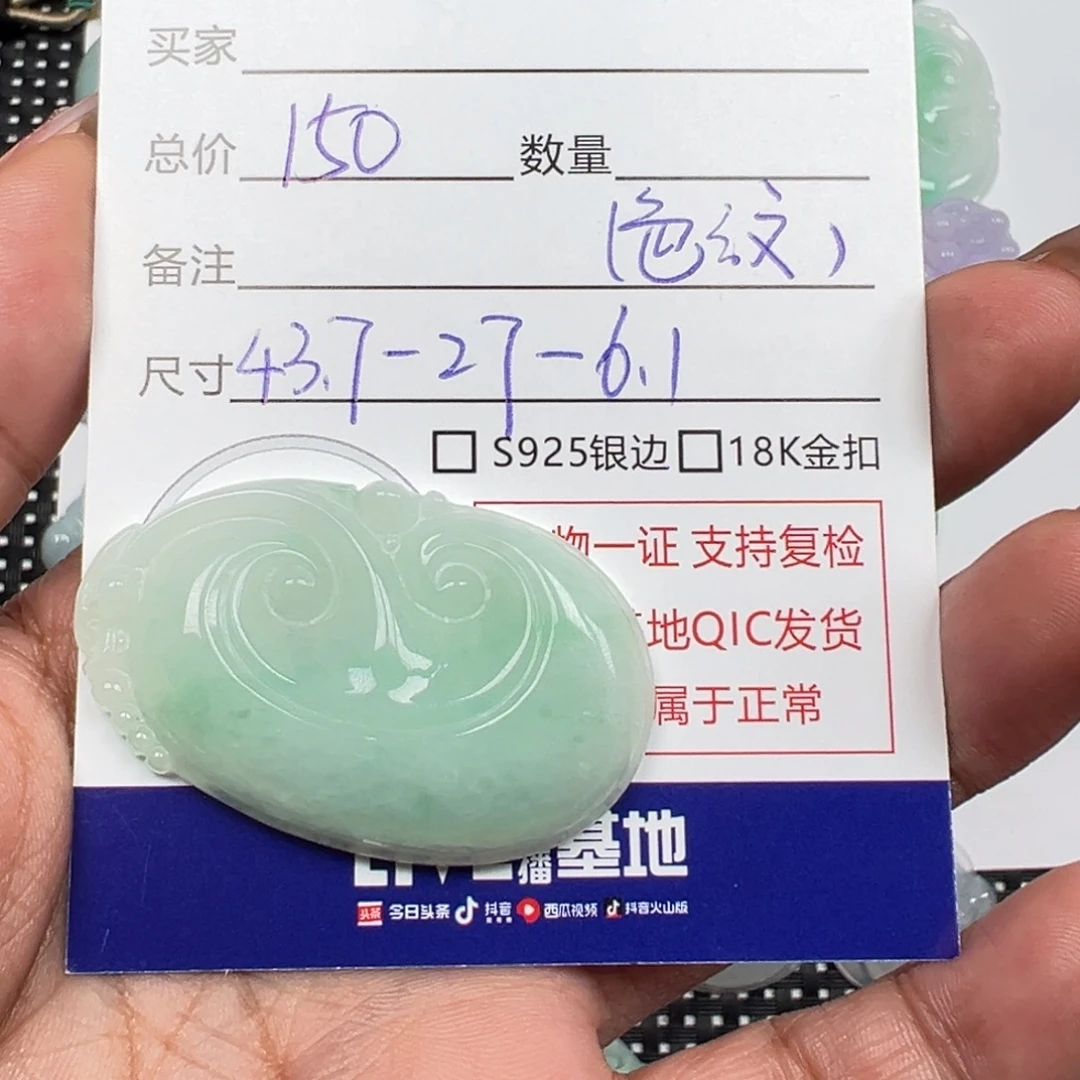 买家
总价 150 数量
备注 (色纹)
尺寸 43.7-27-6.1
S925银边 18K金扣
物一证 支持复检
地QIC发货
属于正常
播基地
头条 今日头条 抖音 西瓜视频 抖音火山版